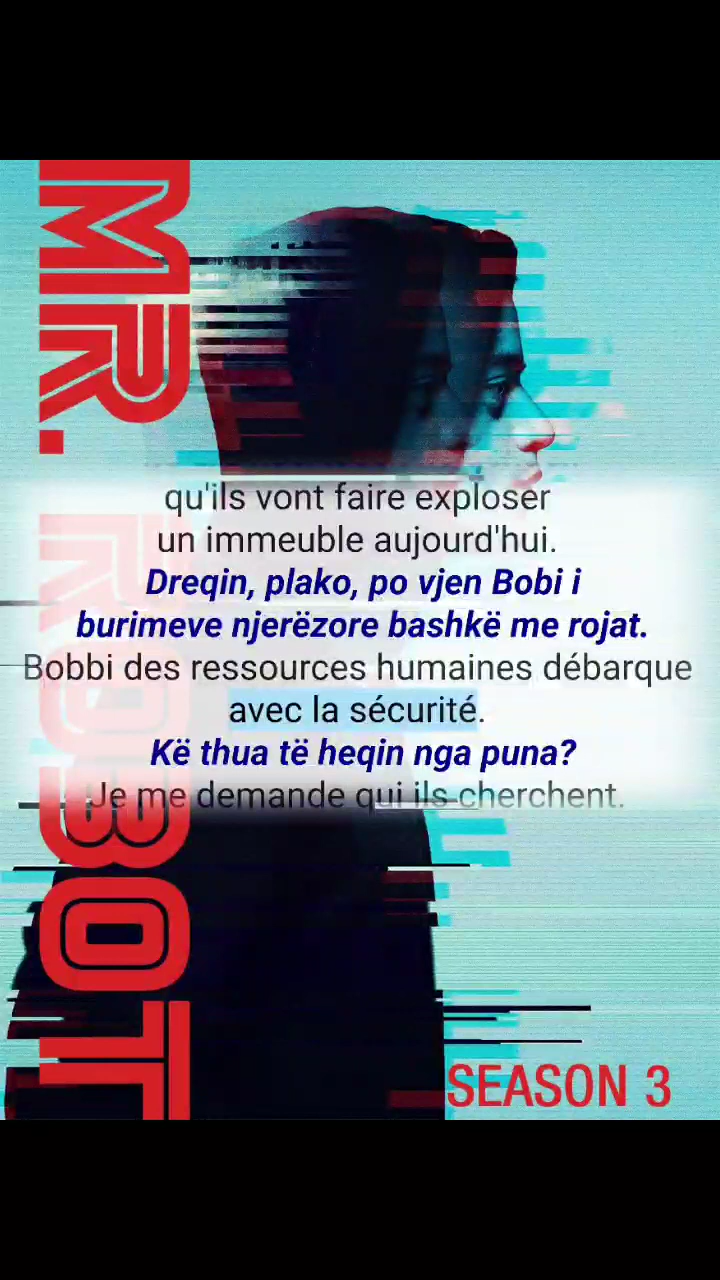 MR. R0BOT
qu'ils vont faire exploser
un immeuble aujourd'hui.
Dreqin, plako, po vjen Bobi i
burimeve njerëzore bashkë me rojat.
Bobbi des ressources humaines débarque
avec la sécurité.
Kë thua të heqin nga puna?
Je me demande qui ils cherchent.
SEASON 3